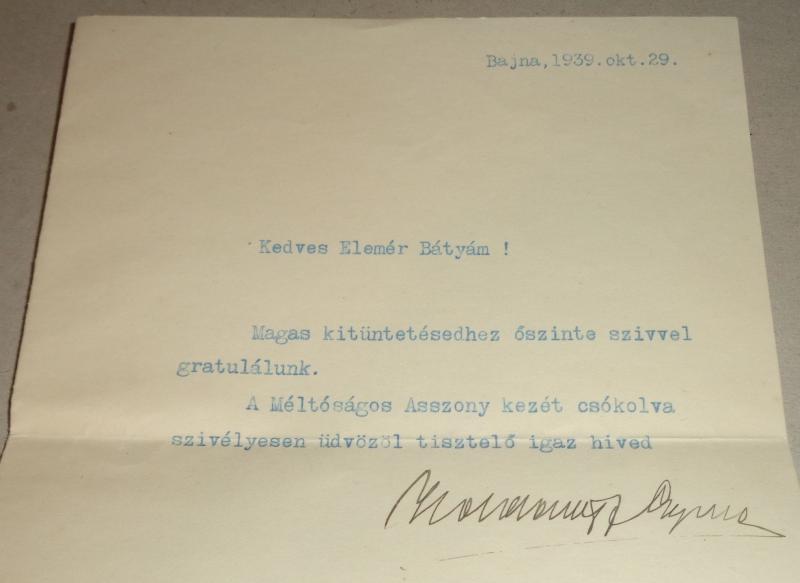 Bajna,1939.okt.29.
Kedves Elemér Bátyám !
Magas kitüntetésedhez őszinte szivvel
gratulálunk.
A Méltóságos Asszony kezét csókolva
szivélyesen üdvözöl tisztelő igaz hived